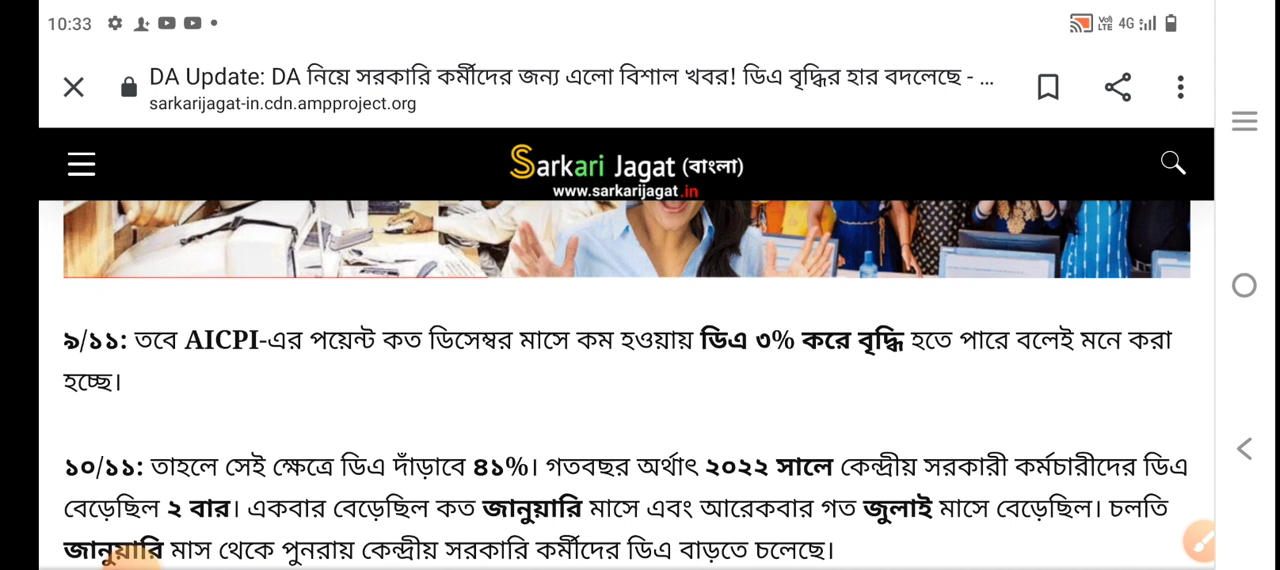 10:33
Vo) LTE 4G
DA Update: DA নিয়ে সরকারি কর্মীদের জন্য এলো বিশাল খবর! ডিএ বৃদ্ধির হার বদলেছে - ...
sarkarijagat-in.cdn.ampproject.org
Sarkari Jagat (বাংলা)
www.sarkarijagat.in
৯/১১: তবে AICPI-এর পয়েন্ট কত ডিসেম্বর মাসে কম হওয়ায় ডিএ ৩% করে বৃদ্ধি হতে পারে বলেই মনে করা
হচ্ছে।
১০/১১: তাহলে সেই ক্ষেত্রে ডিএ দাঁড়াবে ৪১%। গতবছর অর্থাৎ ২০২২ সালে কেন্দ্রীয় সরকারী কর্মচারীদের ডিএ
বেড়েছিল ২ বার। একবার বেড়েছিল কত জানুয়ারি মাসে এবং আরেকবার গত জুলাই মাসে বেড়েছিল। চলতি
জানুয়ারি মাস থেকে পুনরায় কেন্দ্রীয় সরকারি কর্মীদের ডিএ বাড়তে চলেছে।